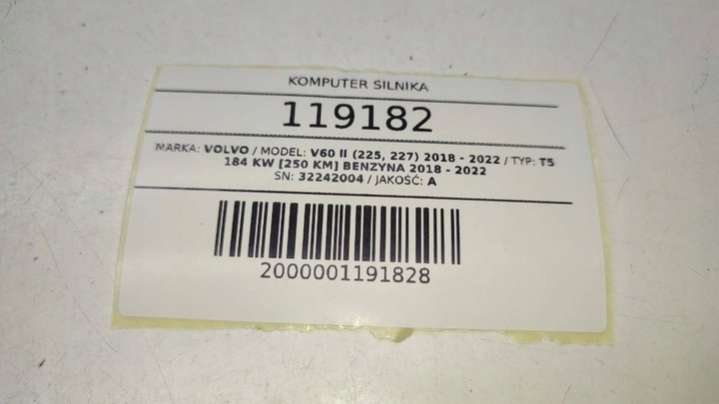 KOMPUTER SILNIKA
119182
MARKA: VOLVO / MODEL: V60 II (225, 227) 2018 - 2022 / TYP: T5
184 KW [250 KM] BENZYNA 2018 - 2022
SN: 32242004 / JAKOŚĆ: A
2000001191828